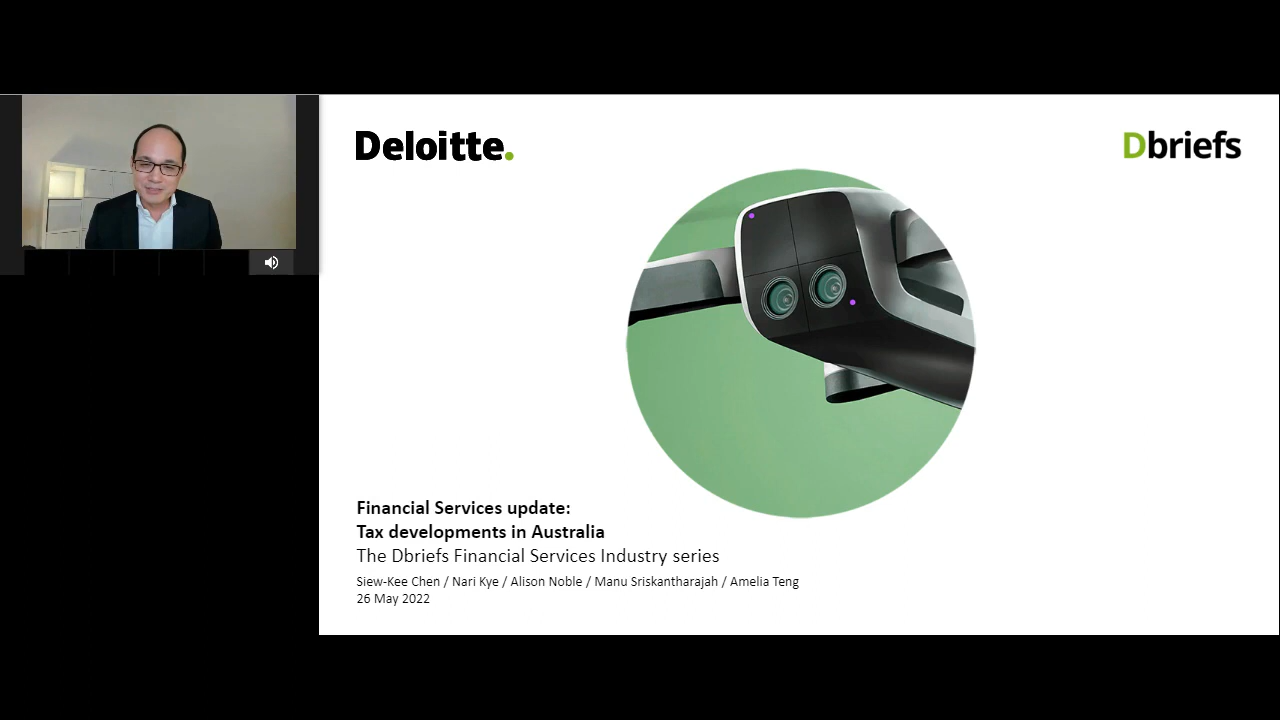 Deloitte.
Dbriefs
Financial Services update:
Tax developments in Australia
The Dbriefs Financial Services Industry series
Siew-Kee Chen / Nari Kye / Alison Noble / Manu Sriskantharajah / Amelia Teng
26 May 2022